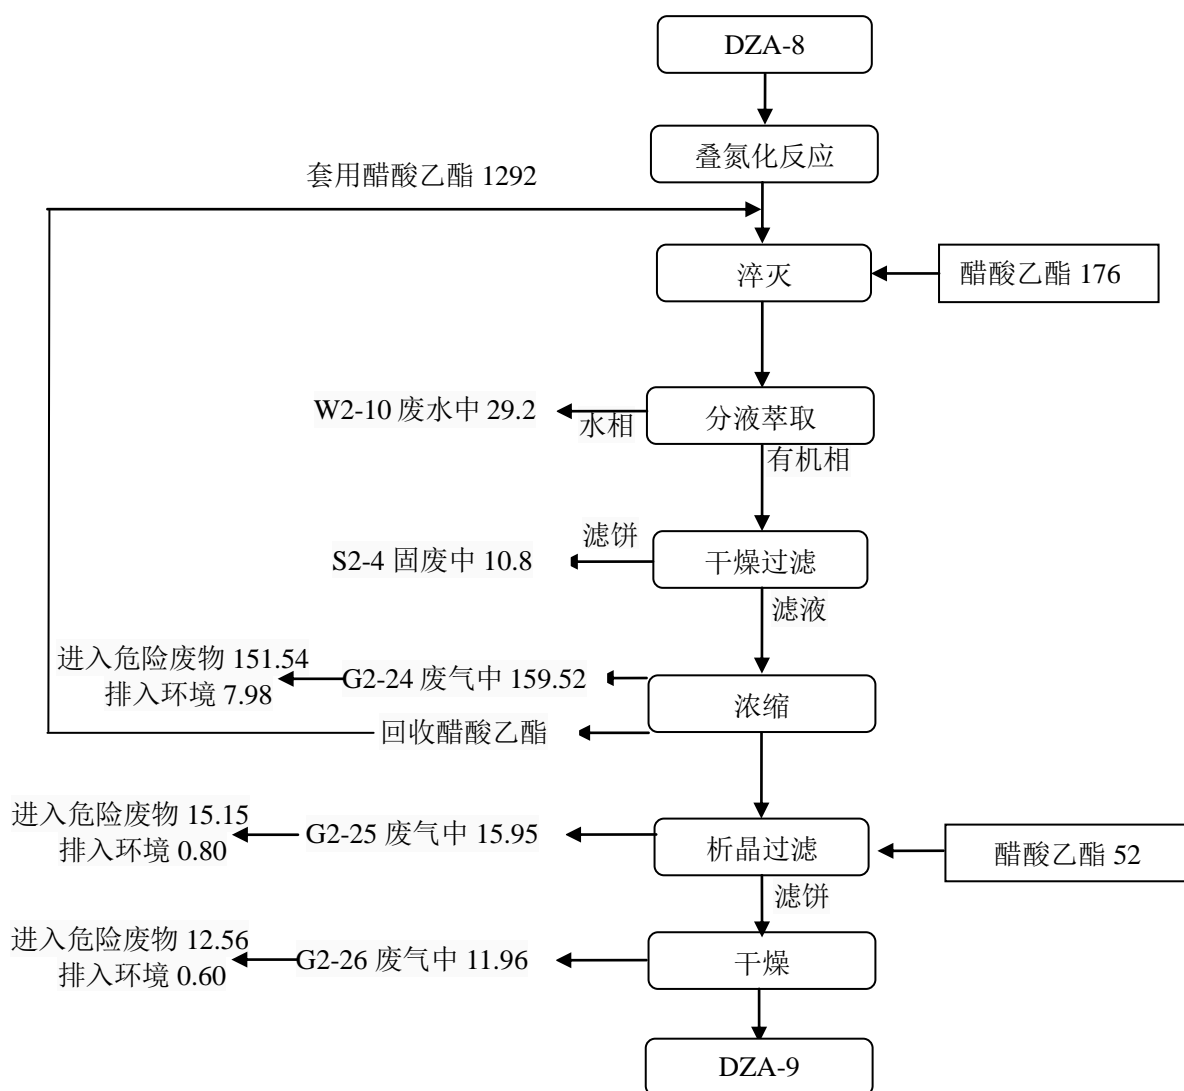 DZA-8
叠氮化反应
套用醋酸乙酯 1292
淬灭
醋酸乙酯 176
W2-10 废水中 29.2
水相
分液萃取
有机相
滤饼
S2-4 固废中 10.8
干燥过滤
滤液
进入危险废物 151.54
排入环境 7.98
G2-24 废气中 159.52
浓缩
回收醋酸乙酯
进入危险废物 15.15
排入环境 0.80
G2-25 废气中 15.95
析晶过滤
醋酸乙酯 52
滤饼
进入危险废物 12.56
排入环境 0.60
G2-26 废气中 11.96
干燥
DZA-9